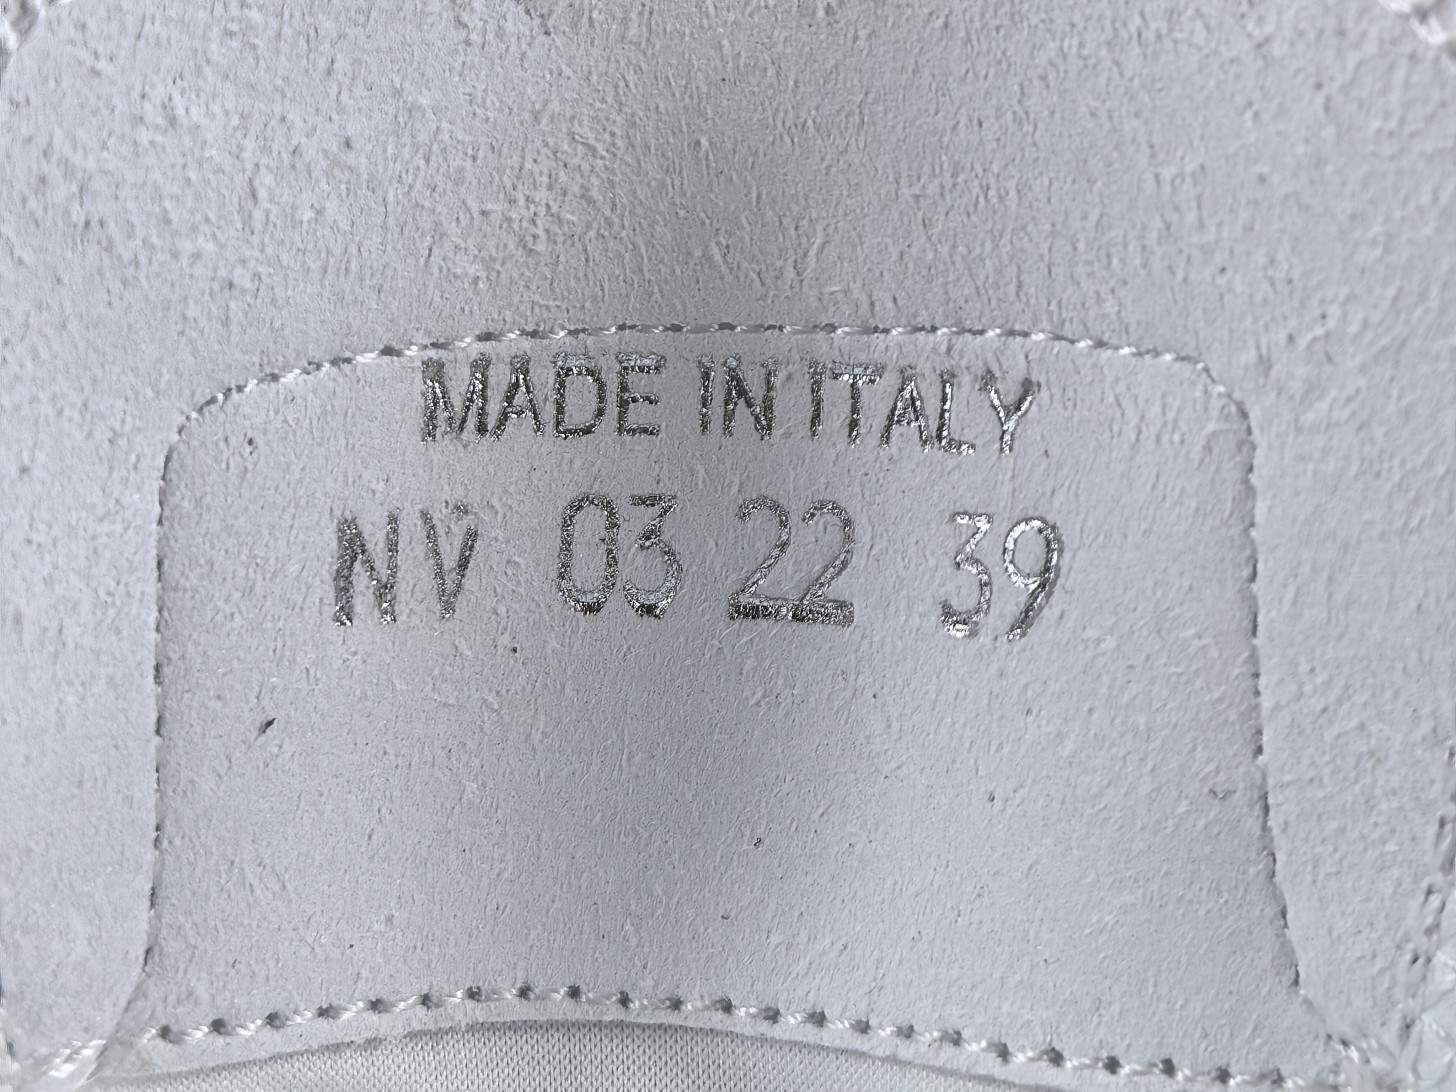 MADE IN ITALY
NV 03 22 39